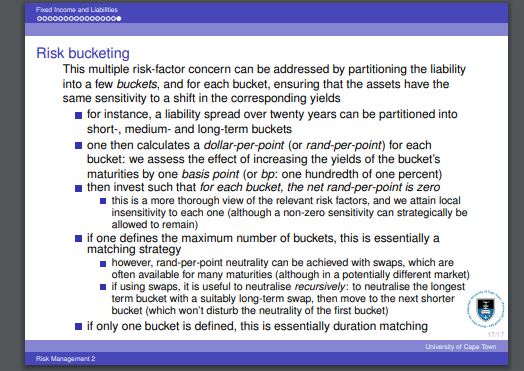 Fixed Income and Liabilities
Risk bucketing
This multiple risk-factor concern can be addressed by partitioning the liability
into a few buckets, and for each bucket, ensuring that the assets have the
same sensitivity to a shift in the corresponding yields
for instance, a liability spread over twenty years can be partitioned into
short-, medium- and long-term buckets
one then calculates a dollar-per-point (or rand-per-point) for each
bucket: we assess the effect of increasing the yields of the bucket's
maturities by one basis point (or bp: one hundredth of one percent)
then invest such that for each bucket, the net rand-per-point is zero
this is a more thorough view of the relevant risk factors, and we attain local
insensitivity to each one (although a non-zero sensitivity can strategically be
allowed to remain)
if one defines the maximum number of buckets, this is essentially a
matching strategy
however, rand-per-point neutrality can be achieved with swaps, which are
often available for many maturities (although in a potentially different market)
if using swaps, it is useful to neutralise recursively: to neutralise the longest
term bucket with a suitably long-term swap, then move to the next shorter
bucket (which won't disturb the neutrality of the first bucket)
if only one bucket is defined, this is essentially duration matching
17/17
University of Cape Town
Risk Management 2